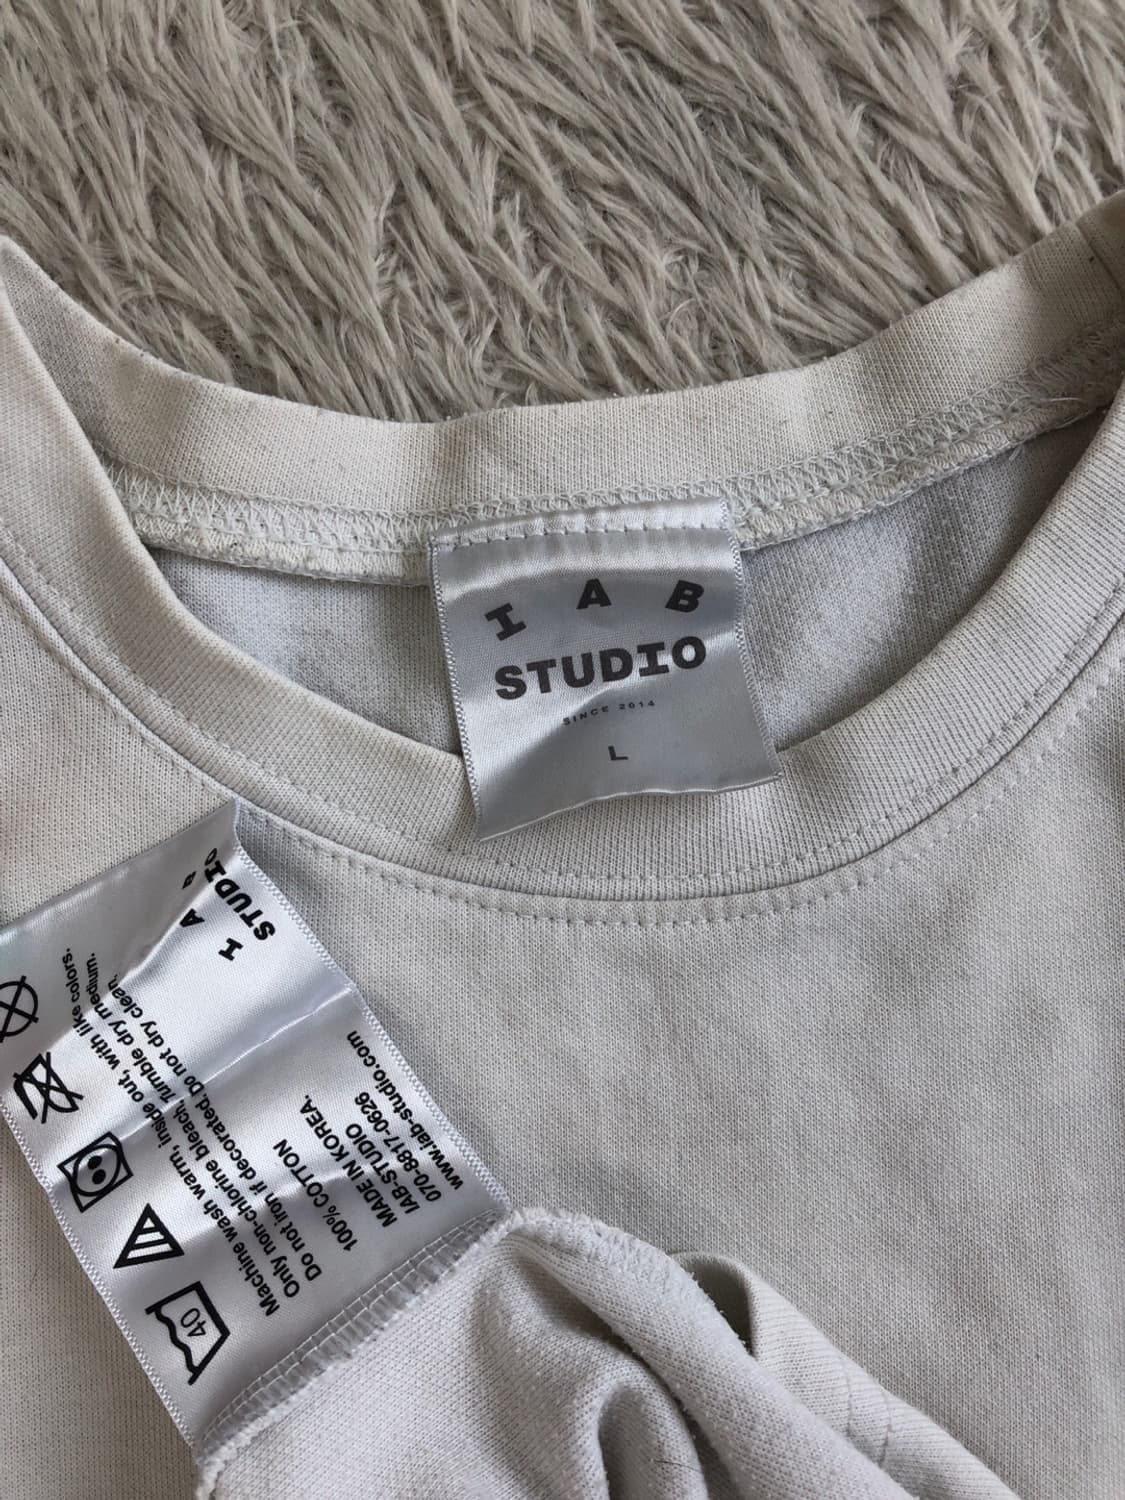 I A B
STUDIO
SINCE 2014
L
I A B
STUDIO
40
Machine wash warm, inside out, with like colors.
Only non-chlorine bleach,Tumble dry medium.
Do not iron if decorated.Do not dry clean.
100% COTTON
MADE IN KOREA.
IAB-STUDIO
070-8817-0626
www.iab-studio.com